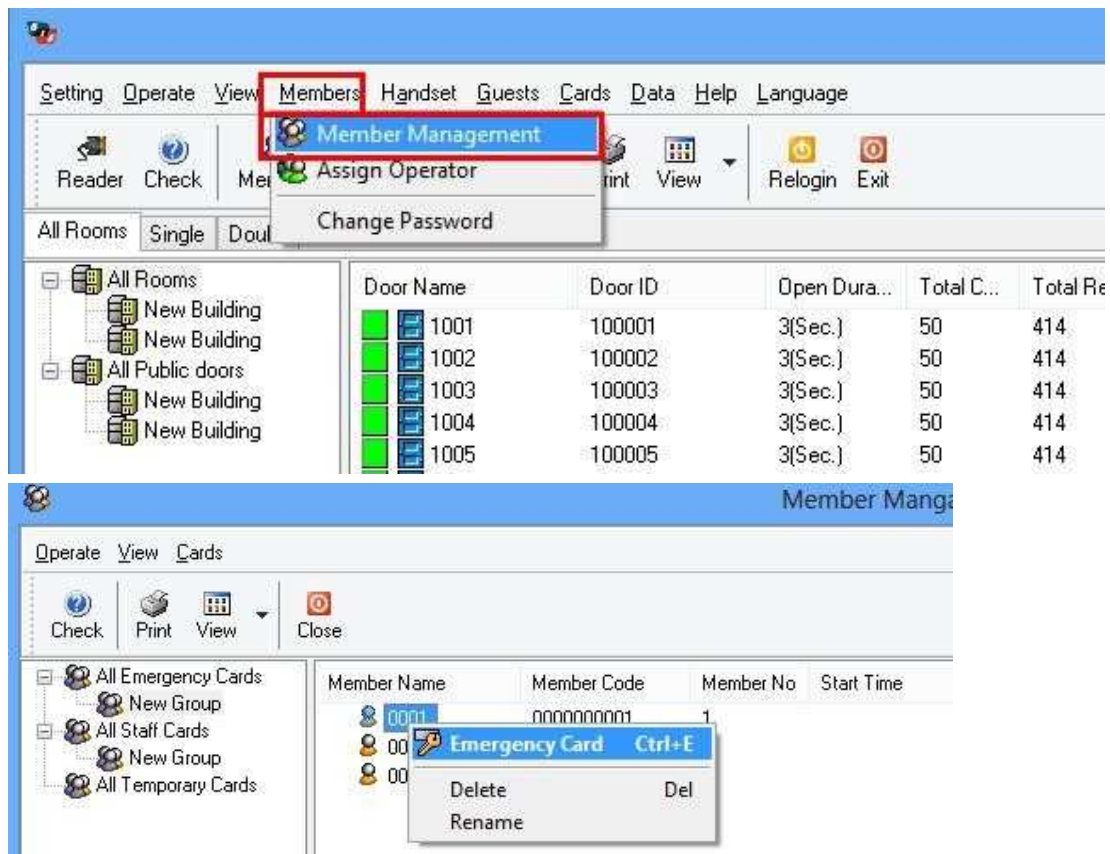 Setting Operate View Members Handset Guests Cards Data Help Language
Member Management
Assign Operator
Change Password
Reader Check View Relogin Exit
All Rooms Single
All Rooms
New Building
New Building
All Public doors
New Building
New Building
Door Name Door ID Open Dura... Total C...
1001 100001 3(Sec.) 50 414
1002 100002 3(Sec.) 50 414
1003 100003 3(Sec.) 50 414
1004 100004 3(Sec.) 50 414
1005 100005 3(Sec.) 50 414
Member Manga
Operate View Cards
Check Print View Close
All Emergency Cards
New Group
All Staff Cards
New Group
All Temporary Cards
Member Name Member Code Member No Start Time
0001 0000000001 1
00
00
Emergency Card Ctrl+E
Delete Del
Rename